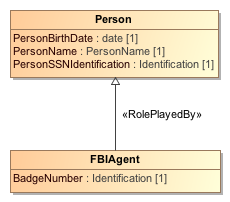 Person
PersonBirthDate : date [1]
PersonName : PersonName [1]
PersonSSNIdentification : Identification [1]
«RolePlayedBy»
FBIAgent
BadgeNumber : Identification [1]